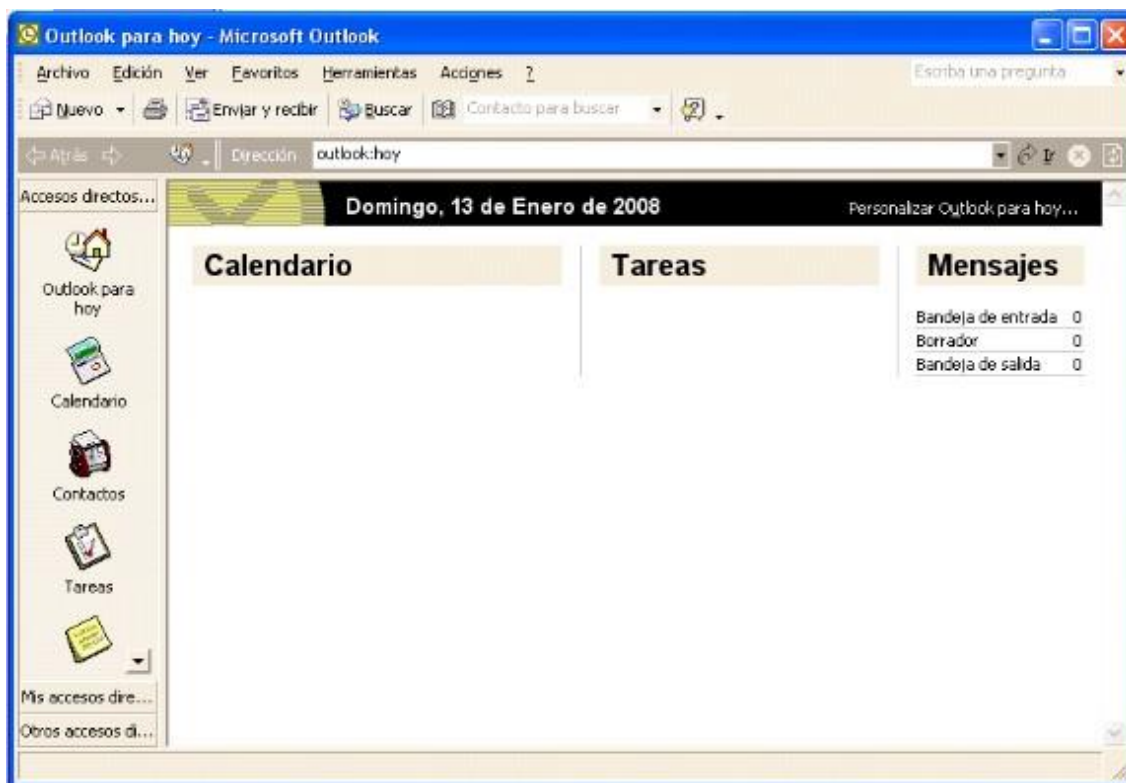 Outlook para hoy - Microsoft Outlook
Archivo Edición Ver Favoritos Herramientas Acciones ? Escriba una pregunta
Nuevo Enviar y recibir Buscar Contacto para buscar
Atrás Dirección outlook:hoy Ir
Accesos directos...
Domingo, 13 de Enero de 2008 Personalizar Outlook para hoy...
Calendario Tareas Mensajes
Outlook para hoy
Bandeja de entrada 0
Borrador 0
Bandeja de salida 0
Calendario
Contactos
Tareas
Mis accesos dire...
Otros accesos di...